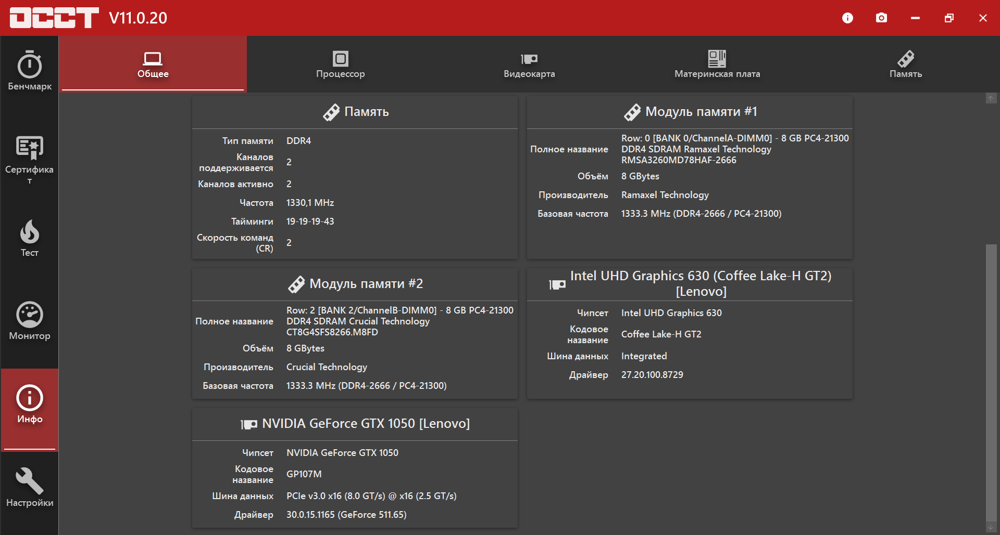 OCCT V11.0.20
Бенчмарк
Сертифика
т
Тест
Монитор
Инфо
Настройки
Общее
Процессор
Видеокарта
Материнская плата
Память
Память
Тип памяти DDR4
Каналов
поддерживается 2
Каналов активно 2
Частота 1330,1 MHz
Тайминги 19-19-19-43
Скорость команд
(CR) 2
Модуль памяти #1
Полное название Row: 0 [BANK 0/ChannelA-DIMM0] - 8 GB PC4-21300
DDR4 SDRAM Ramaxel Technology
RMSA3260MD78HAF-2666
Объём 8 GBytes
Производитель Ramaxel Technology
Базовая частота 1333.3 MHz (DDR4-2666 / PC4-21300)
Модуль памяти #2
Полное название Row: 2 [BANK 2/ChannelB-DIMM0] - 8 GB PC4-21300
DDR4 SDRAM Crucial Technology
CT8G4SFS8266.M8FD
Объём 8 GBytes
Производитель Crucial Technology
Базовая частота 1333.3 MHz (DDR4-2666 / PC4-21300)
Intel UHD Graphics 630 (Coffee Lake-H GT2)
[Lenovo]
Чипсет Intel UHD Graphics 630
Кодовое
название Coffee Lake-H GT2
Шина данных Integrated
Драйвер 27.20.100.8729
NVIDIA GeForce GTX 1050 [Lenovo]
Чипсет NVIDIA GeForce GTX 1050
Кодовое
название GP107M
Шина данных PCIe v3.0 x16 (8.0 GT/s) @ x16 (2.5 GT/s)
Драйвер 30.0.15.1165 (GeForce 511.65)